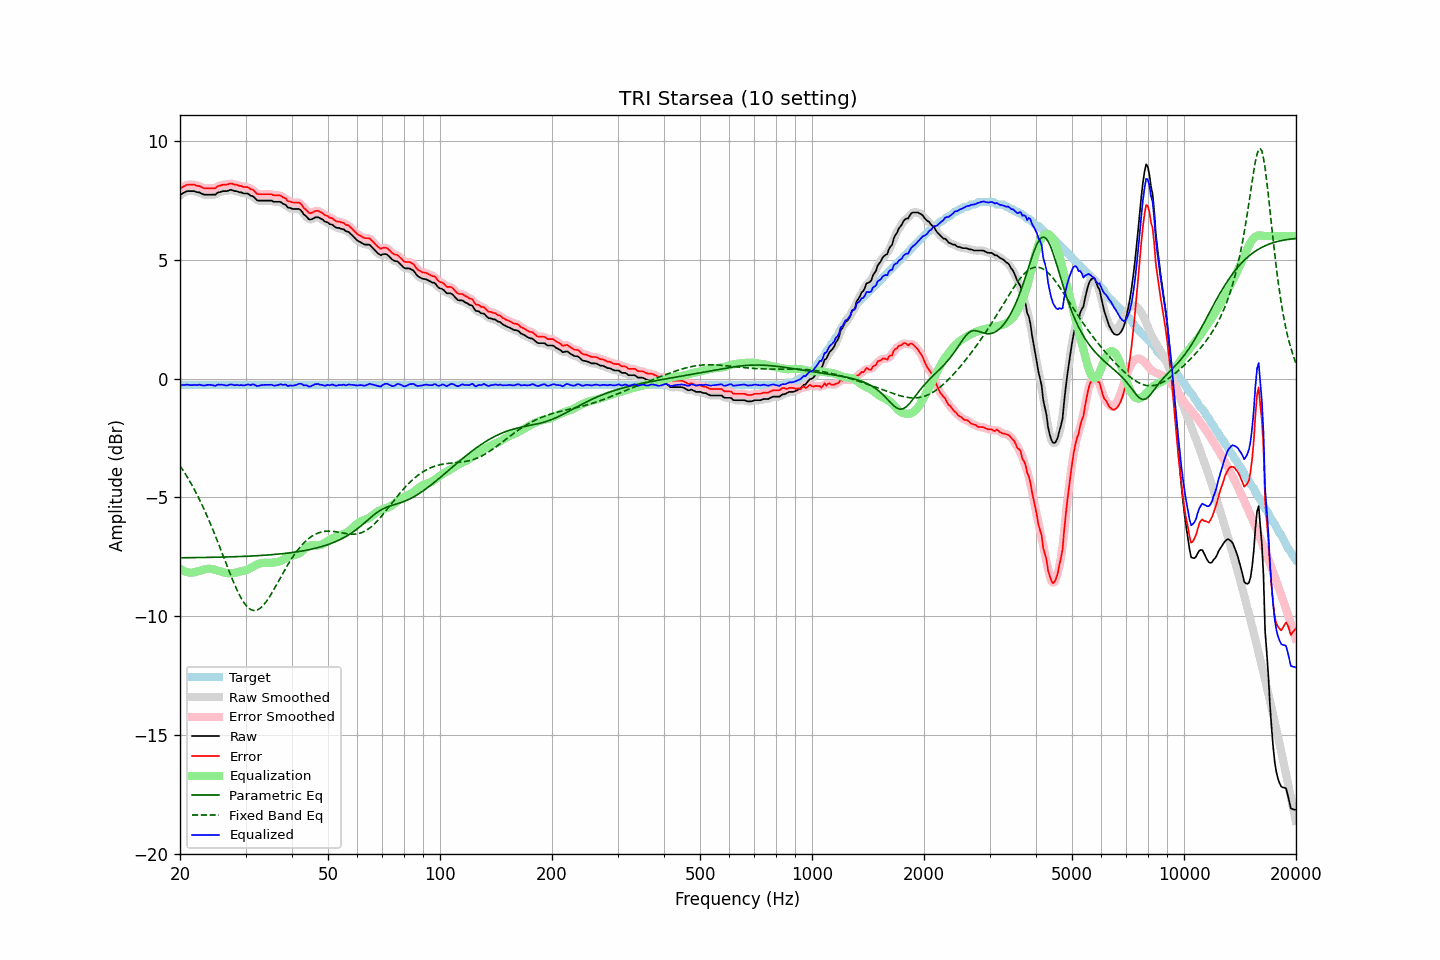 TRI Starsea (10 setting)
10
5
0
−5
−10
−15
−20
Amplitude (dBr)
Target
Raw Smoothed
Error Smoothed
Raw
Error
Equalization
Parametric Eq
Fixed Band Eq
Equalized
20 50 100 200 500 1000 2000 5000 10000 20000
Frequency (Hz)